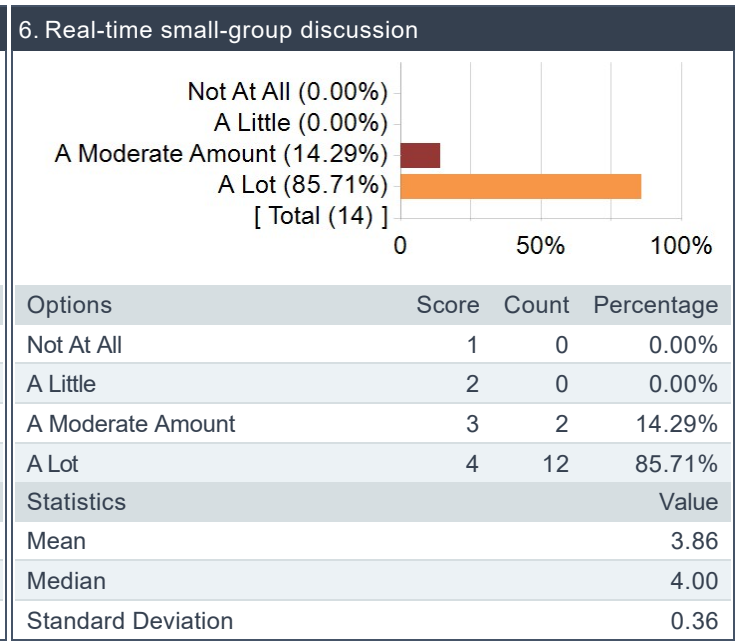 6. Real-time small-group discussion
Not At All (0.00%)
A Little (0.00%)
A Moderate Amount (14.29%)
A Lot (85.71%)
[ Total (14) ]
0 50% 100%
Options Score Count Percentage
Not At All 1 0 0.00%
A Little 2 0 0.00%
A Moderate Amount 3 2 14.29%
A Lot 4 12 85.71%
Statistics Value
Mean 3.86
Median 4.00
Standard Deviation 0.36